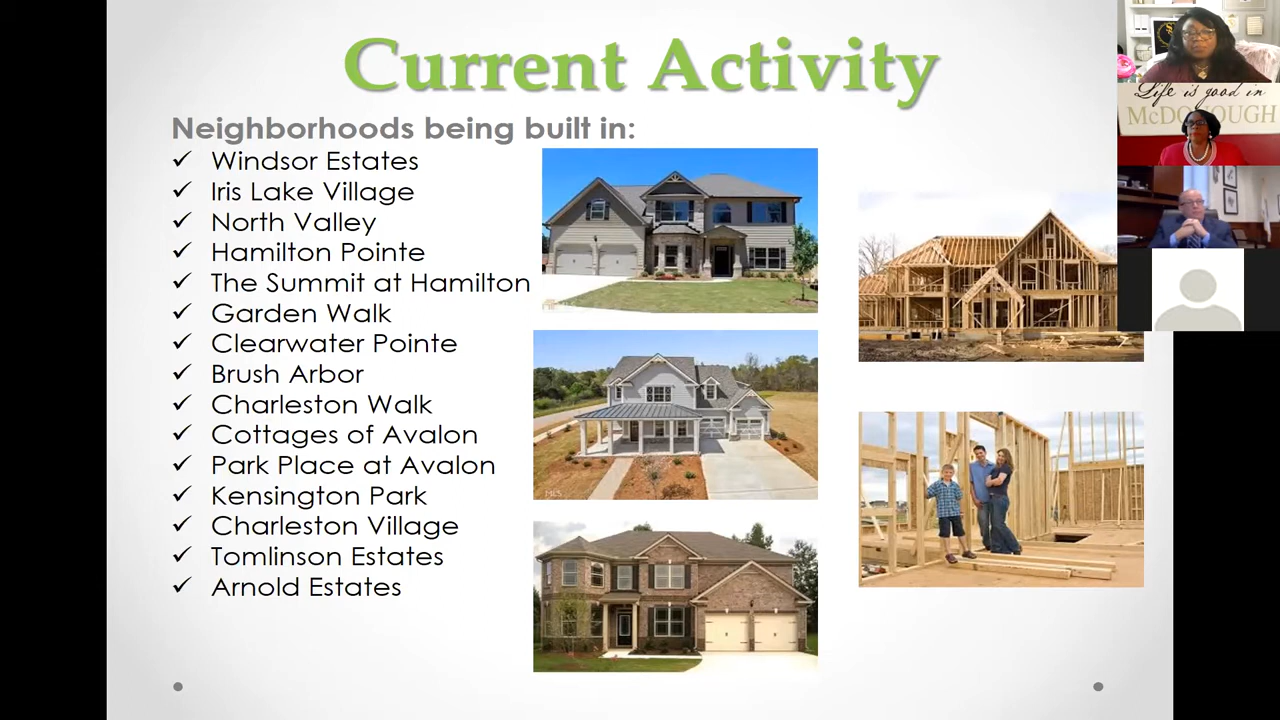 Current Activity
Neighborhoods being built in:
✓ Windsor Estates
✓ Iris Lake Village
✓ North Valley
✓ Hamilton Pointe
✓ The Summit at Hamilton
✓ Garden Walk
✓ Clearwater Pointe
✓ Brush Arbor
✓ Charleston Walk
✓ Cottages of Avalon
✓ Park Place at Avalon
✓ Kensington Park
✓ Charleston Village
✓ Tomlinson Estates
✓ Arnold Estates
MLS
Life is good in
McDONOUGH